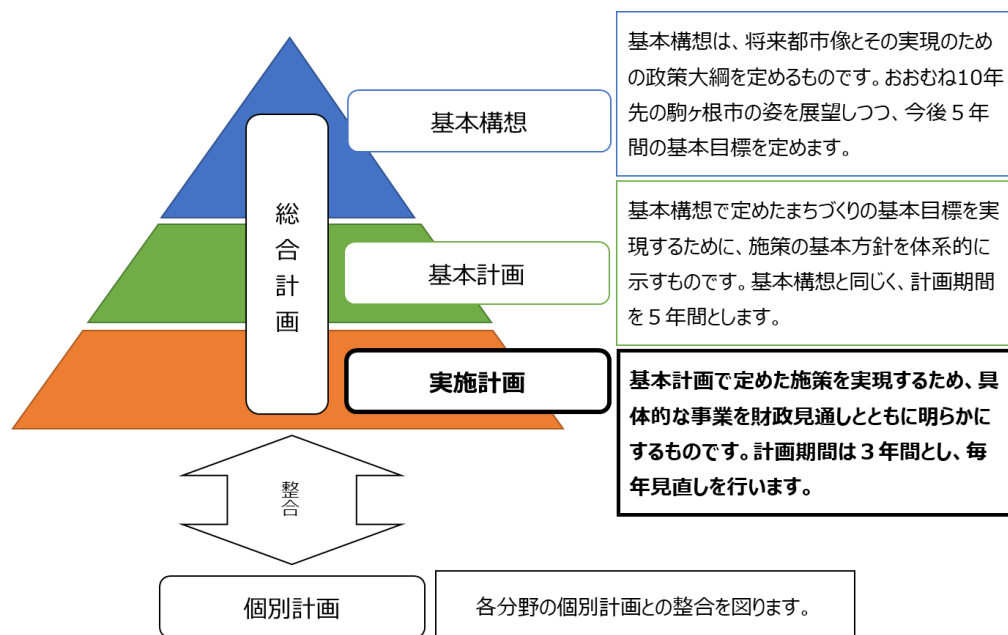 総合計画
基本構想
基本構想は、将来都市像とその実現のため
の政策大綱を定めるものです。おおむね10年
先の駒ヶ根市の姿を展望しつつ、今後５年
間の基本目標を定めます。
基本計画
基本構想で定めたまちづくりの基本目標を実
現するために、施策の基本方針を体系的に
示すものです。基本構想と同じく、計画期間
を５年間とします。
実施計画
基本計画で定めた施策を実現するため、具
体的な事業を財政見通しとともに明らかに
するものです。計画期間は３年間とし、毎
年見直しを行います。
整合
個別計画
各分野の個別計画との整合を図ります。